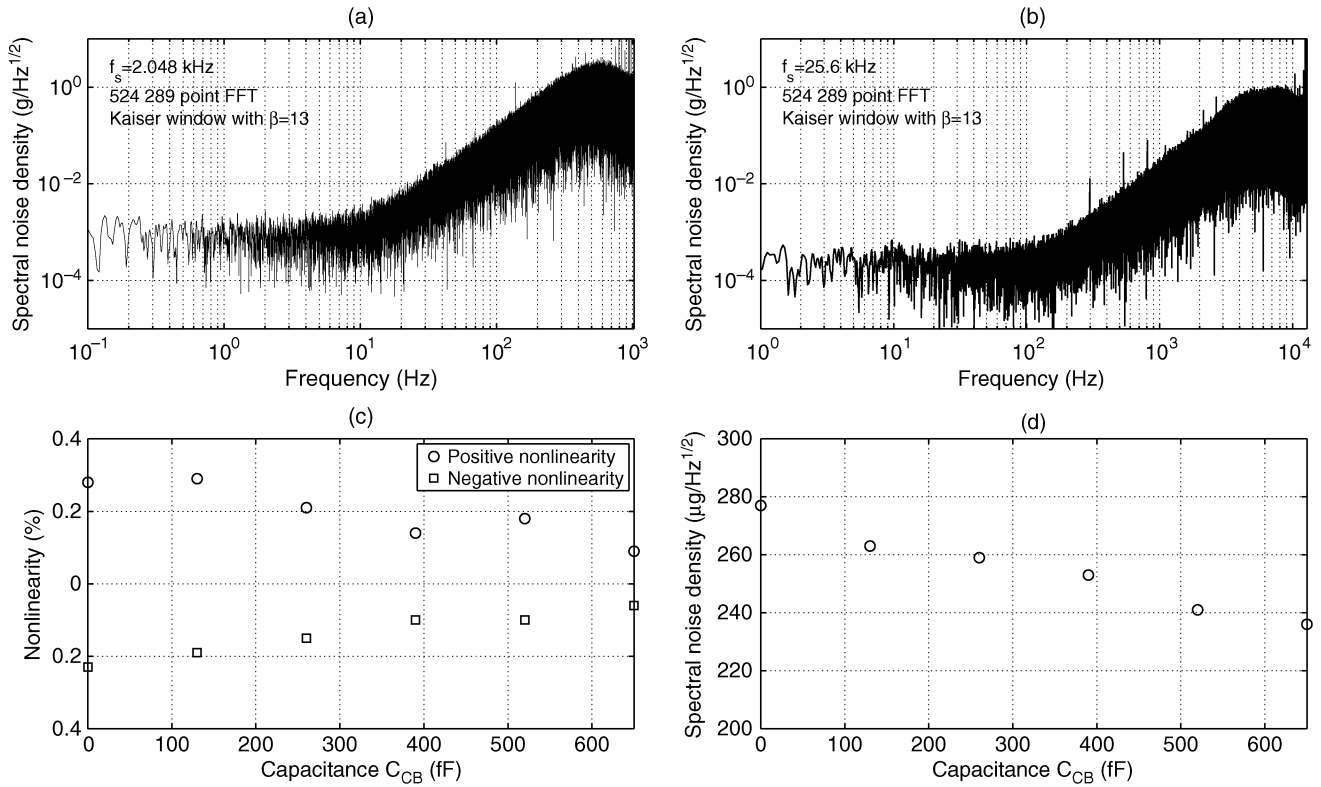 (a)
Spectral noise density (g/Hz^1/2)
f_s=2.048 kHz
524 289 point FFT
Kaiser window with β=13
10^0
10^−2
10^−4
10^−1
10^0
10^1
10^2
10^3
Frequency (Hz)
(b)
Spectral noise density (g/Hz^1/2)
f_s=25.6 kHz
524 289 point FFT
Kaiser window with β=13
10^0
10^−2
10^−4
10^0
10^1
10^2
10^3
10^4
Frequency (Hz)
(c)
Nonlinearity (%)
Positive nonlinearity
Negative nonlinearity
0.4
0.2
0
0.2
0.4
0
100
200
300
400
500
600
Capacitance C_CB (fF)
(d)
Spectral noise density (μg/Hz^1/2)
300
280
260
240
220
200
0
100
200
300
400
500
600
Capacitance C_CB (fF)